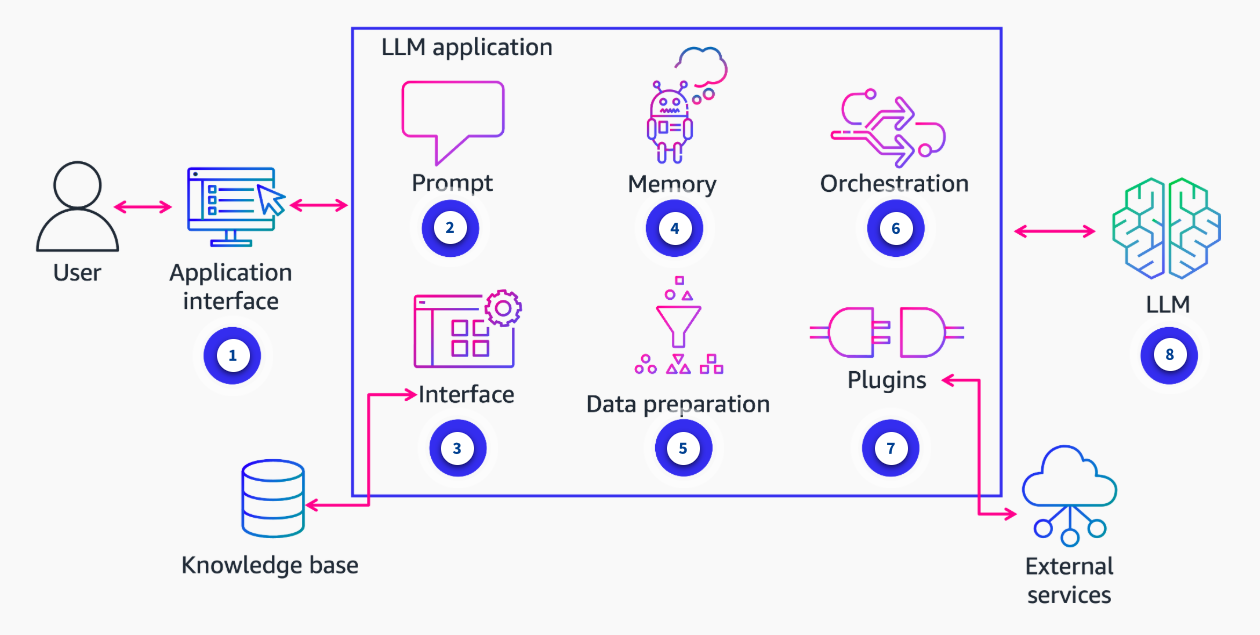 LLM application
Prompt
2
Memory
4
Orchestration
6
User
Application
interface
1
LLM
8
Interface
3
Data preparation
5
Plugins
7
Knowledge base
External
services